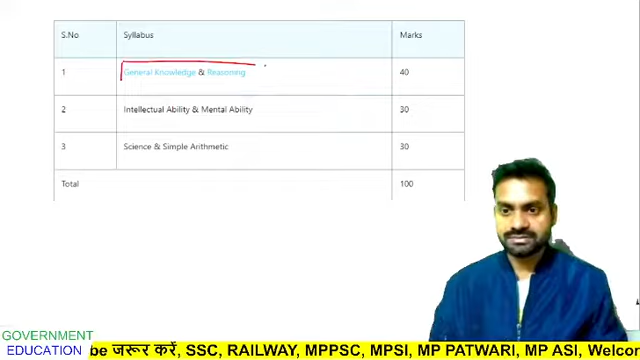 S.No Syllabus Marks
1 General Knowledge & Reasoning 40
2 Intellectual Ability & Mental Ability 30
3 Science & Simple Arithmetic 30
Total 100
GOVERNMENT
EDUCATION
be जरूर करें, SSC, RAILWAY, MPPSC, MPSI, MP PATWARI, MP ASI, Welcor